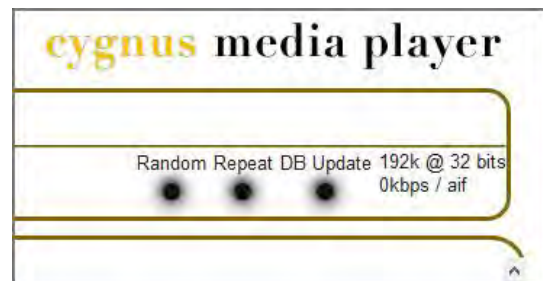 cygnus media player
Random Repeat DB Update 192k @ 32 bits
0kbps / aif